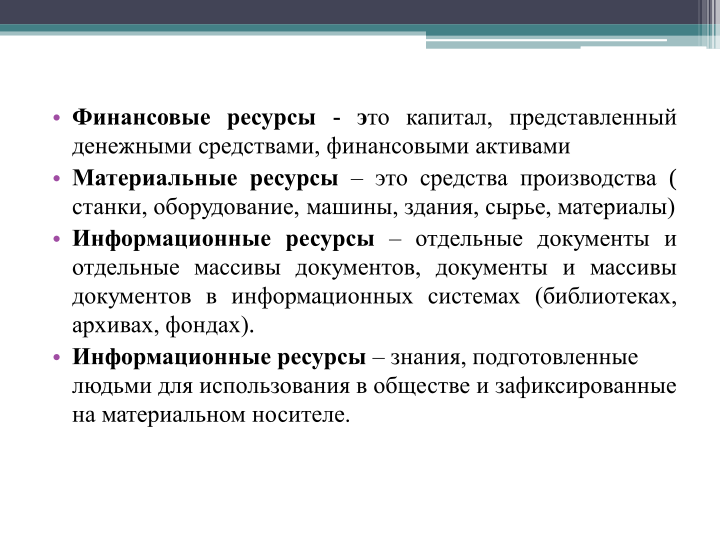 • Финансовые ресурсы - это капитал, представленный
денежными средствами, финансовыми активами
• Материальные ресурсы – это средства производства (
станки, оборудование, машины, здания, сырье, материалы)
• Информационные ресурсы – отдельные документы и
отдельные массивы документов, документы и массивы
документов в информационных системах (библиотеках,
архивах, фондах).
• Информационные ресурсы – знания, подготовленные
людьми для использования в обществе и зафиксированные
на материальном носителе.